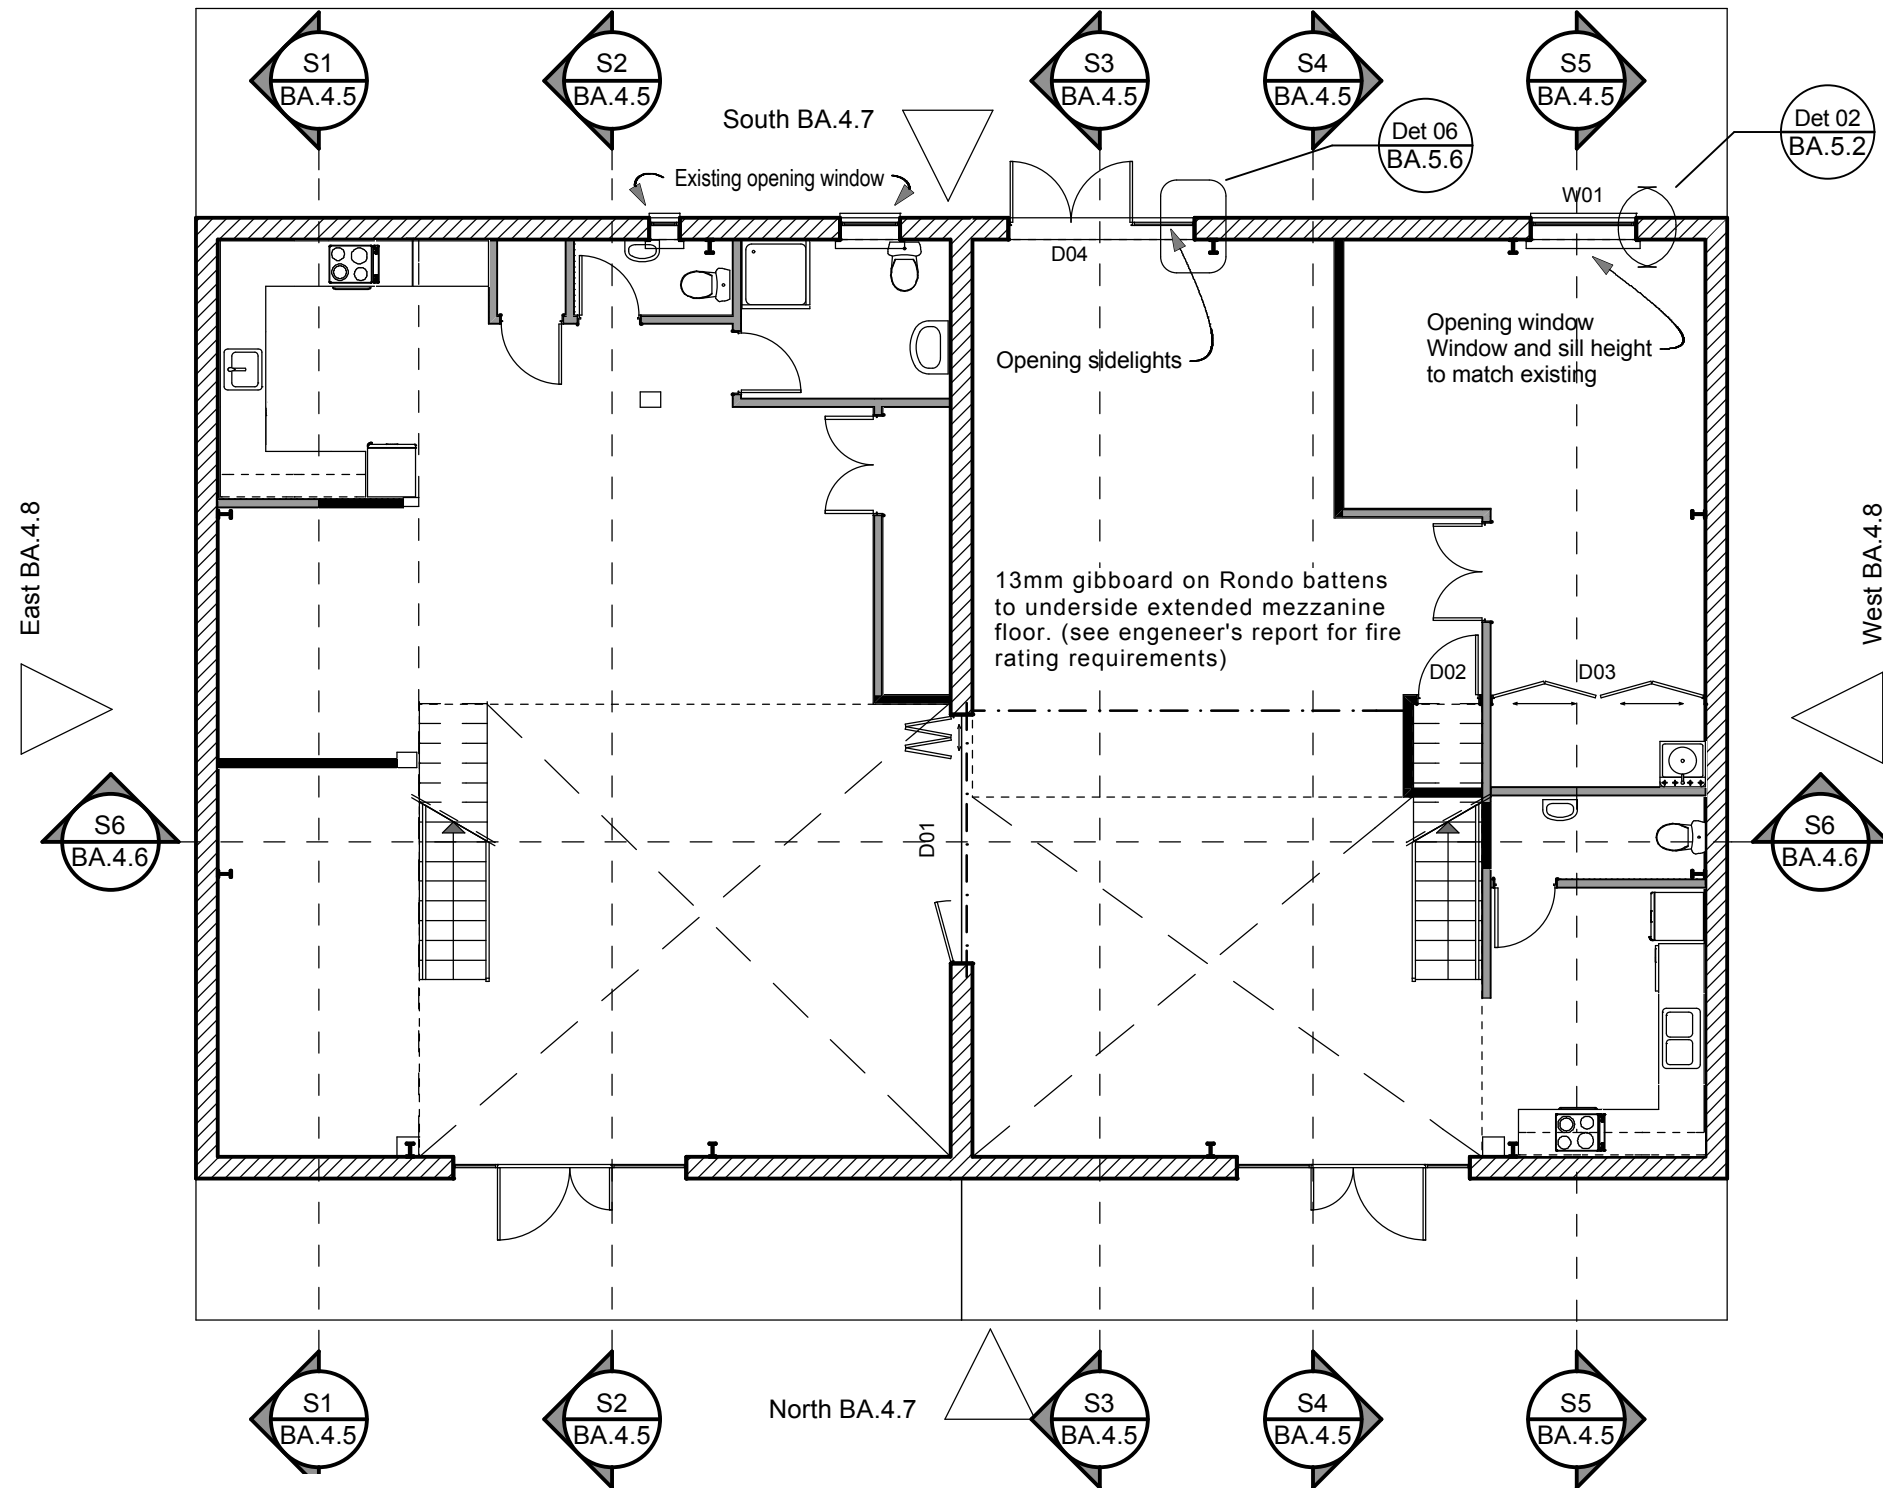 S1
BA.4.5
S2
BA.4.5
S3
BA.4.5
S4
BA.4.5
S5
BA.4.5
South BA.4.7
Det 06
BA.5.6
Det 02
BA.5.2
Existing opening window
W01
D04
Opening sidelights
Opening window
Window and sill height
to match existing
East BA.4.8
West BA.4.8
13mm gibboard on Rondo battens
to underside extended mezzanine
floor. (see engeneer's report for fire
rating requirements)
D02
D03
D01
S6
BA.4.6
S6
BA.4.6
North BA.4.7
S1
BA.4.5
S2
BA.4.5
S3
BA.4.5
S4
BA.4.5
S5
BA.4.5